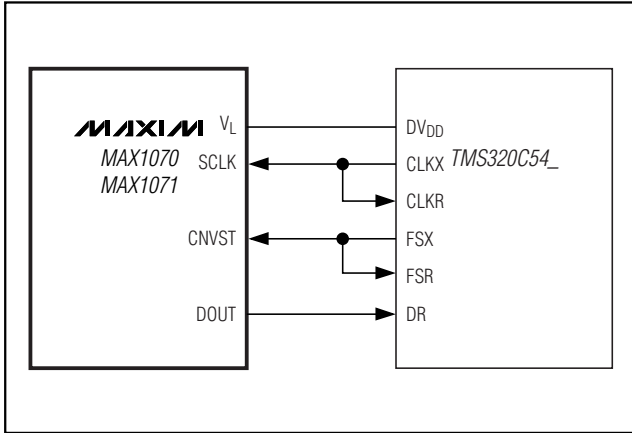 MAXIM
MAX1070
MAX1071
VL
SCLK
CNVST
DOUT
DVDD
CLKX
CLKR
FSX
FSR
DR
TMS320C54_